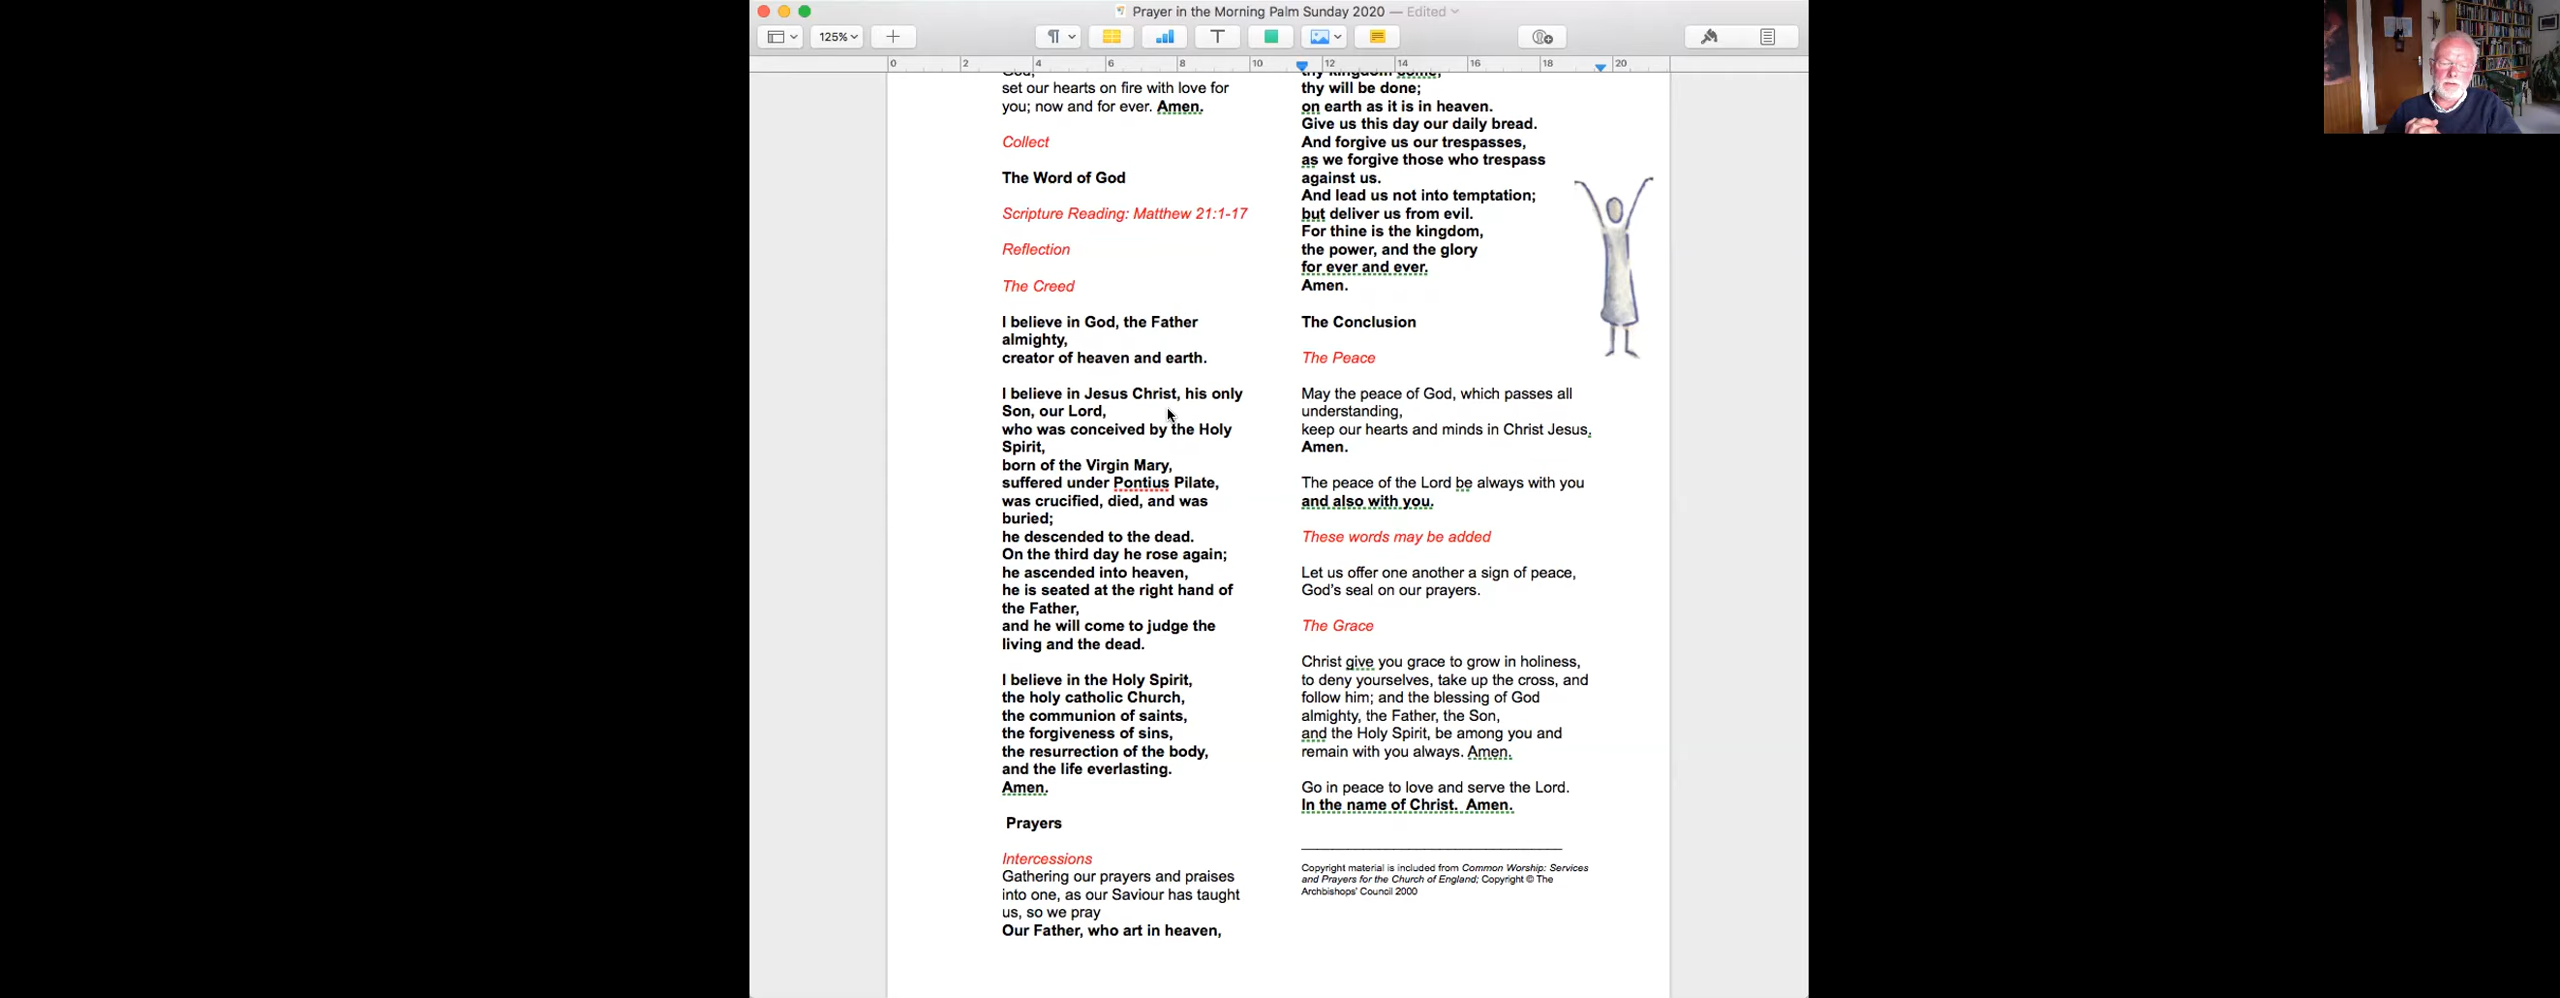 Prayer in the Morning Palm Sunday 2020 — Edited
125%
0 2 4 6 8 10 12 14 16 18 20
God,
set our hearts on fire with love for
you; now and for ever. Amen.
Collect
The Word of God
Scripture Reading: Matthew 21:1-17
Reflection
The Creed
I believe in God, the Father
almighty,
creator of heaven and earth.
I believe in Jesus Christ, his only
Son, our Lord,
who was conceived by the Holy
Spirit,
born of the Virgin Mary,
suffered under Pontius Pilate,
was crucified, died, and was
buried;
he descended to the dead.
On the third day he rose again;
he ascended into heaven,
he is seated at the right hand of
the Father,
and he will come to judge the
living and the dead.
I believe in the Holy Spirit,
the holy catholic Church,
the communion of saints,
the forgiveness of sins,
the resurrection of the body,
and the life everlasting.
Amen.
Prayers
Intercessions
Gathering our prayers and praises
into one, as our Saviour has taught
us, so we pray
Our Father, who art in heaven,
thy kingdom come,
thy will be done;
on earth as it is in heaven.
Give us this day our daily bread.
And forgive us our trespasses,
as we forgive those who trespass
against us.
And lead us not into temptation;
but deliver us from evil.
For thine is the kingdom,
the power, and the glory
for ever and ever.
Amen.
The Conclusion
The Peace
May the peace of God, which passes all
understanding,
keep our hearts and minds in Christ Jesus.
Amen.
The peace of the Lord be always with you
and also with you.
These words may be added
Let us offer one another a sign of peace,
God's seal on our prayers.
The Grace
Christ give you grace to grow in holiness,
to deny yourselves, take up the cross, and
follow him; and the blessing of God
almighty, the Father, the Son,
and the Holy Spirit, be among you and
remain with you always. Amen.
Go in peace to love and serve the Lord.
In the name of Christ.  Amen.
Copyright material is included from Common Worship: Services
and Prayers for the Church of England; Copyright © The
Archbishops' Council 2000